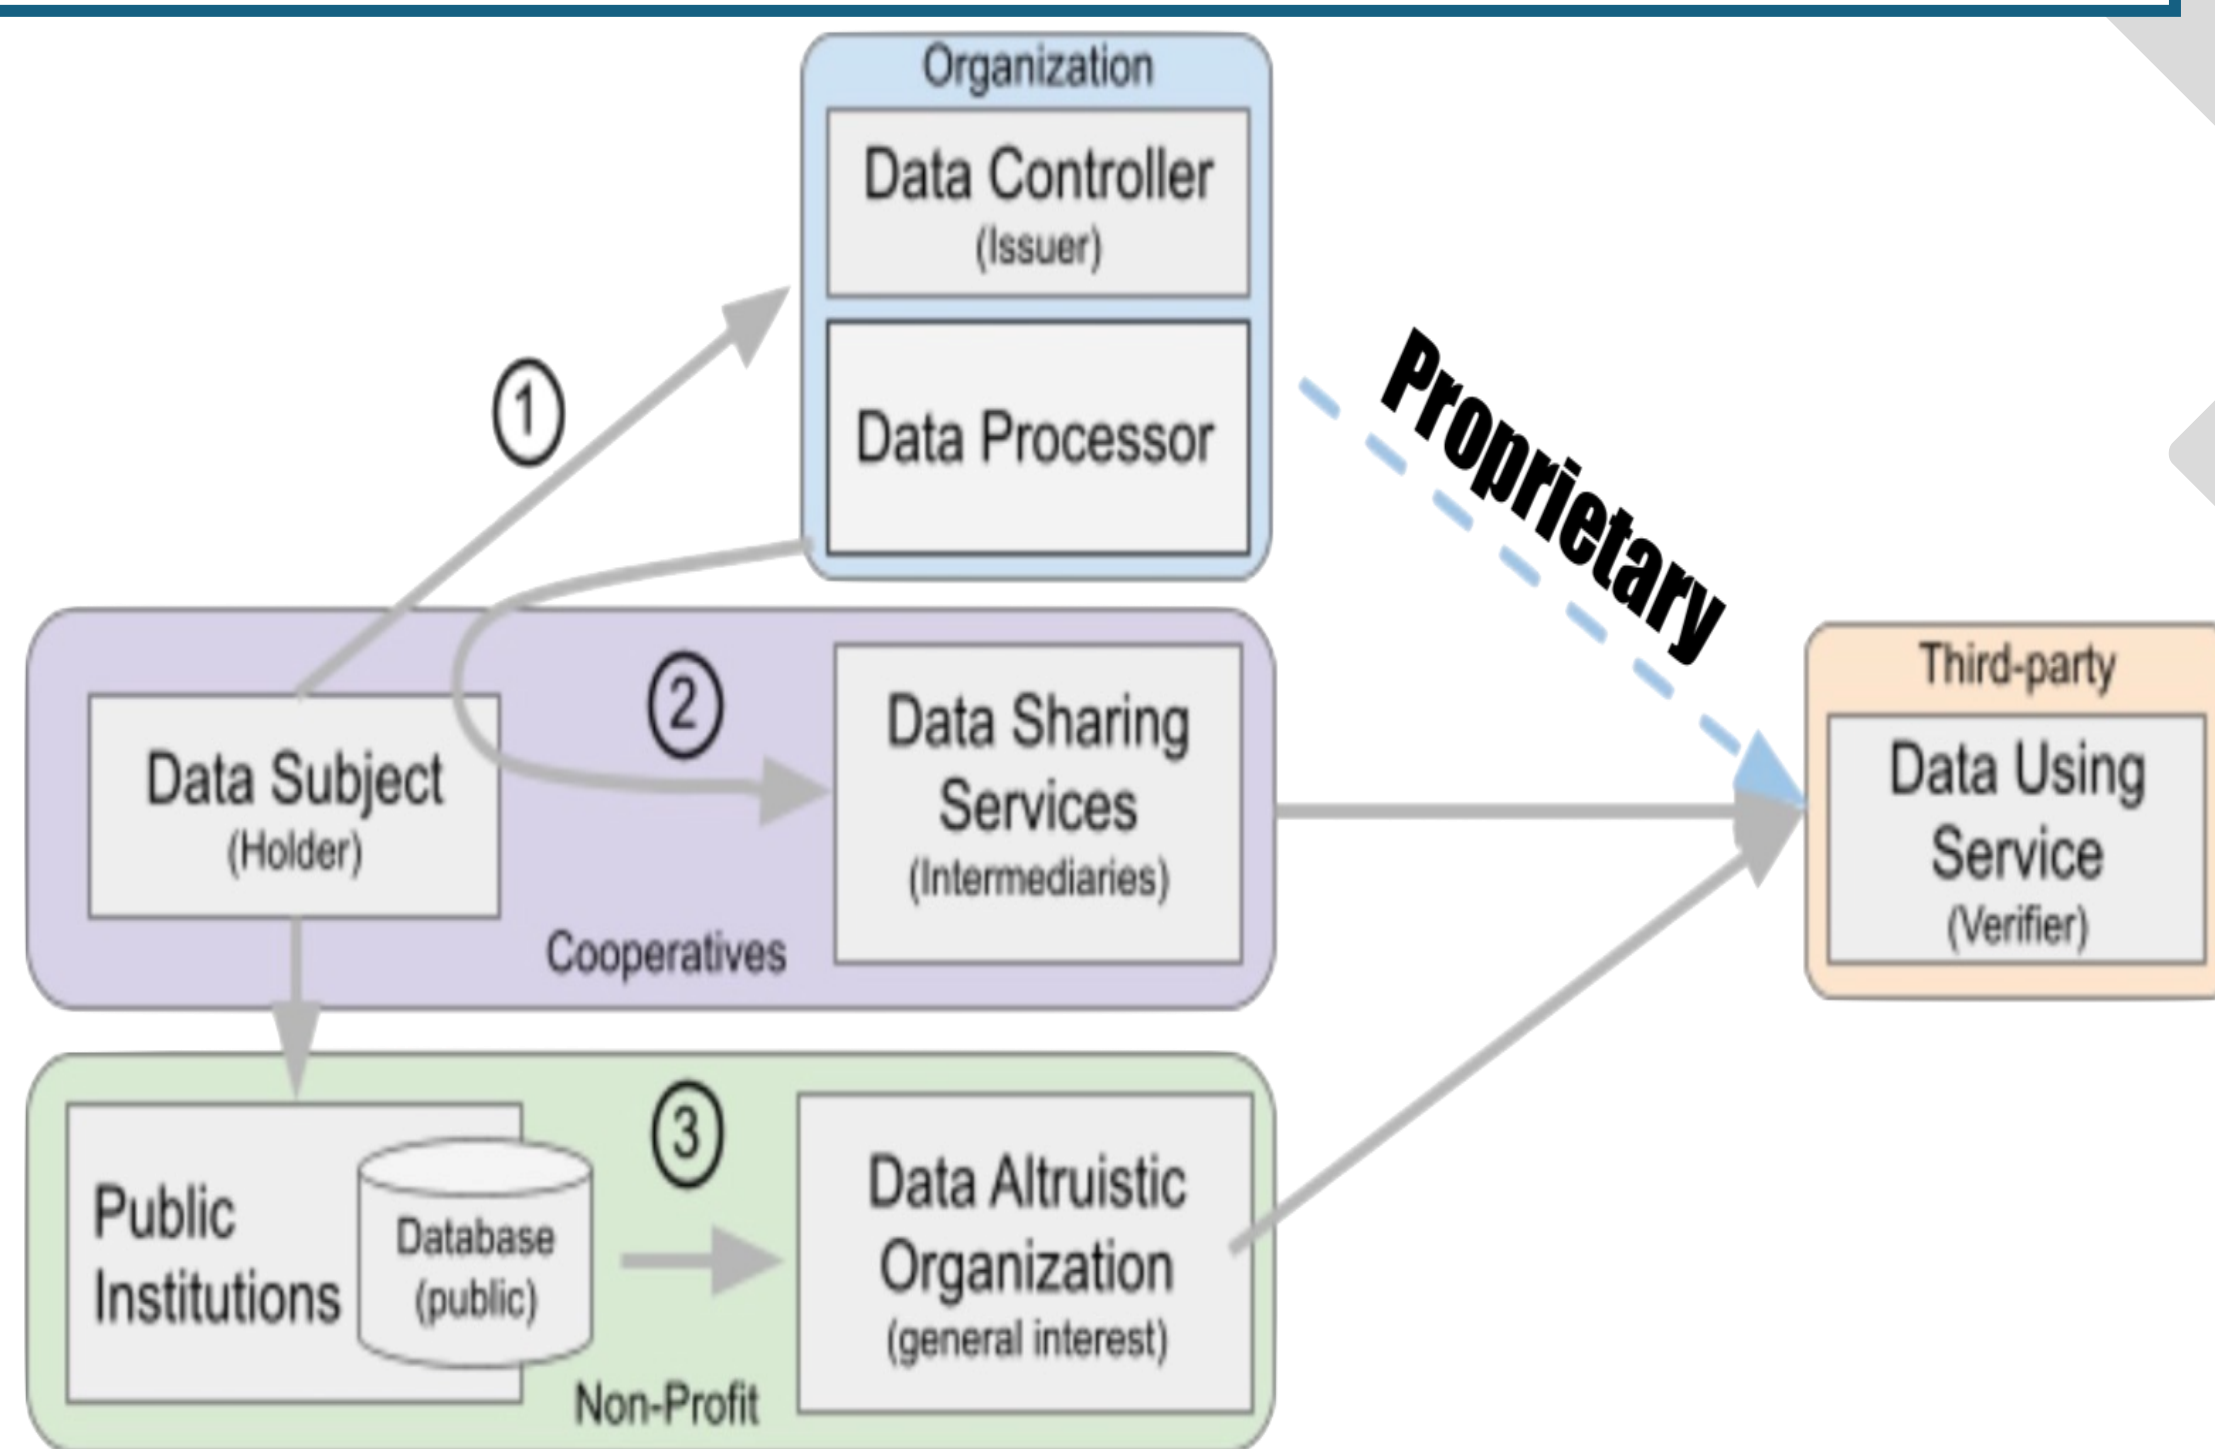 Organization
Data Controller
(Issuer)
Data Processor
1
Proprietary
2
Data Subject
(Holder)
Data Sharing
Services
(Intermediaries)
Cooperatives
Third-party
Data Using
Service
(Verifier)
3
Public
Institutions
Database
(public)
Data Altruistic
Organization
(general interest)
Non-Profit